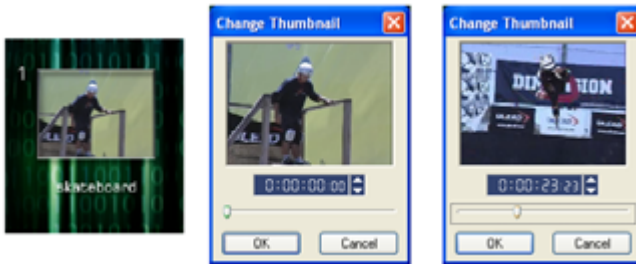 1
skateboard
Change Thumbnail
0:00:00:00
OK Cancel
Change Thumbnail
DIMENSION
0:00:23:23
OK Cancel